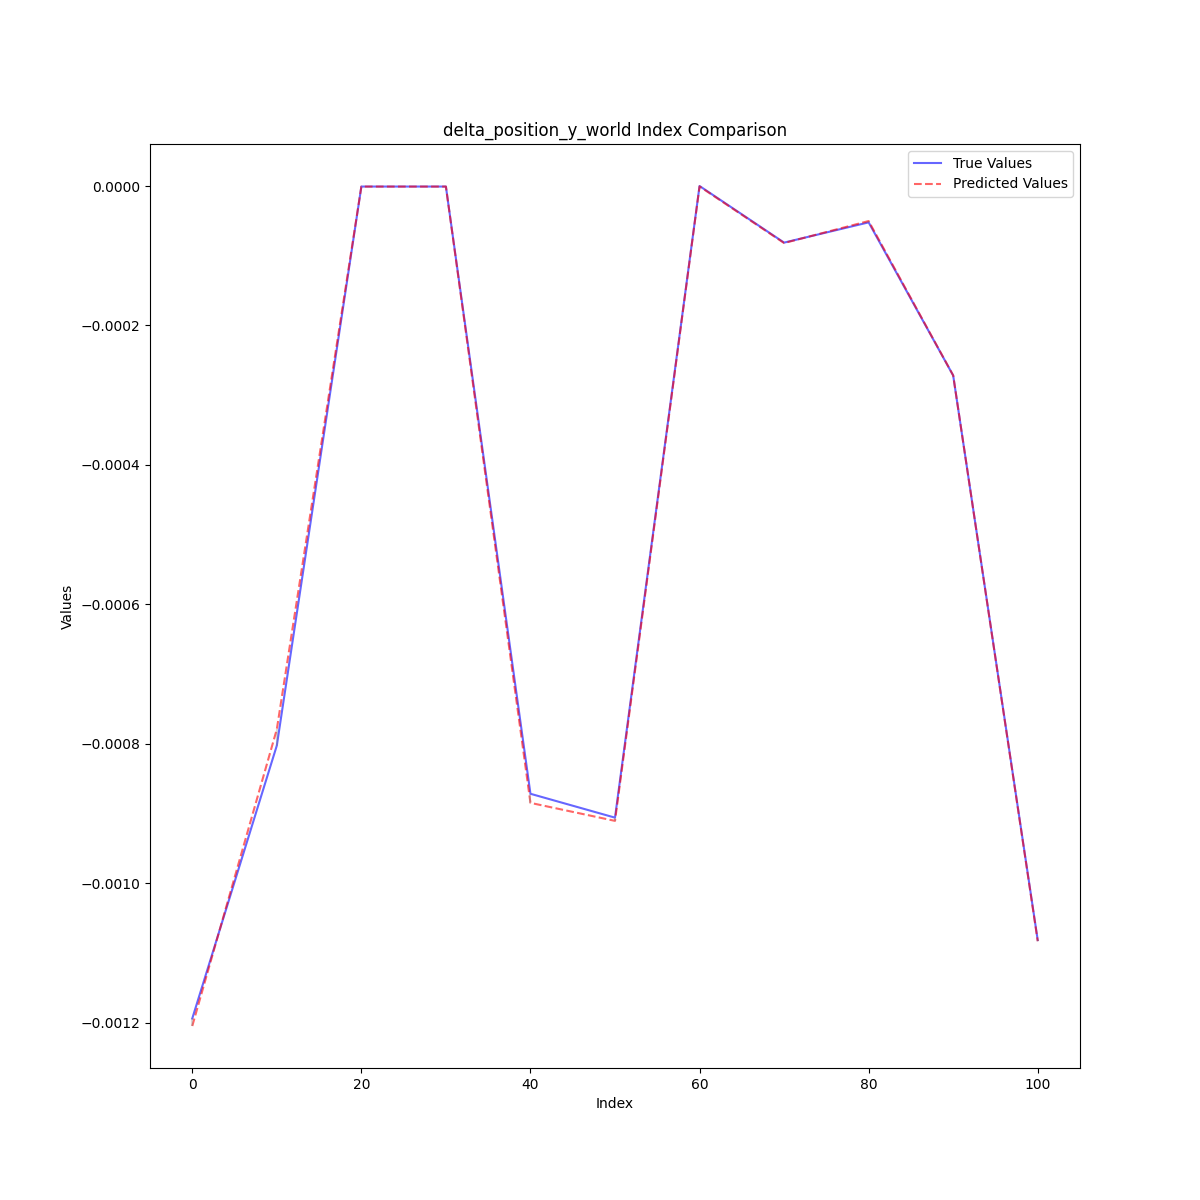 delta_position_y_world Index Comparison
True Values
Predicted Values
0.0000
−0.0002
−0.0004
−0.0006
−0.0008
−0.0010
−0.0012
Values
0 20 40 60 80 100
Index